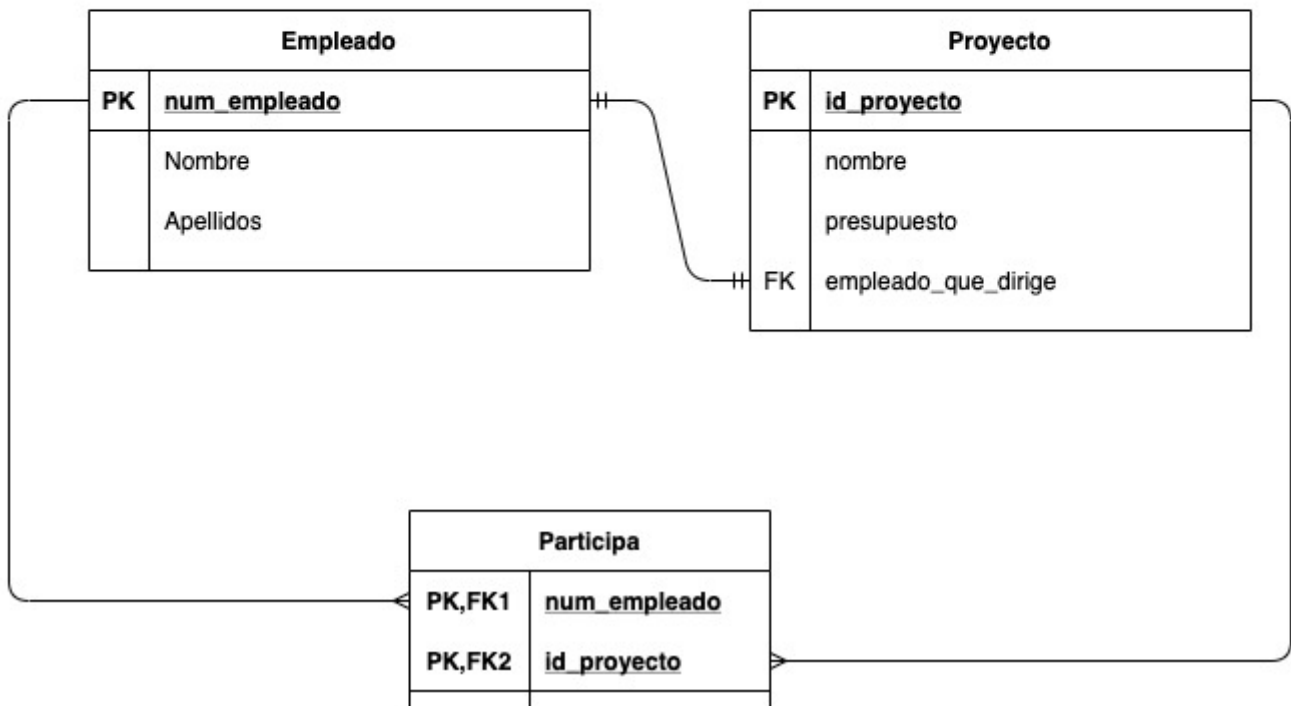 Empleado
PK num_empleado
Nombre
Apellidos
Proyecto
PK id_proyecto
nombre
presupuesto
FK empleado_que_dirige
Participa
PK,FK1 num_empleado
PK,FK2 id_proyecto